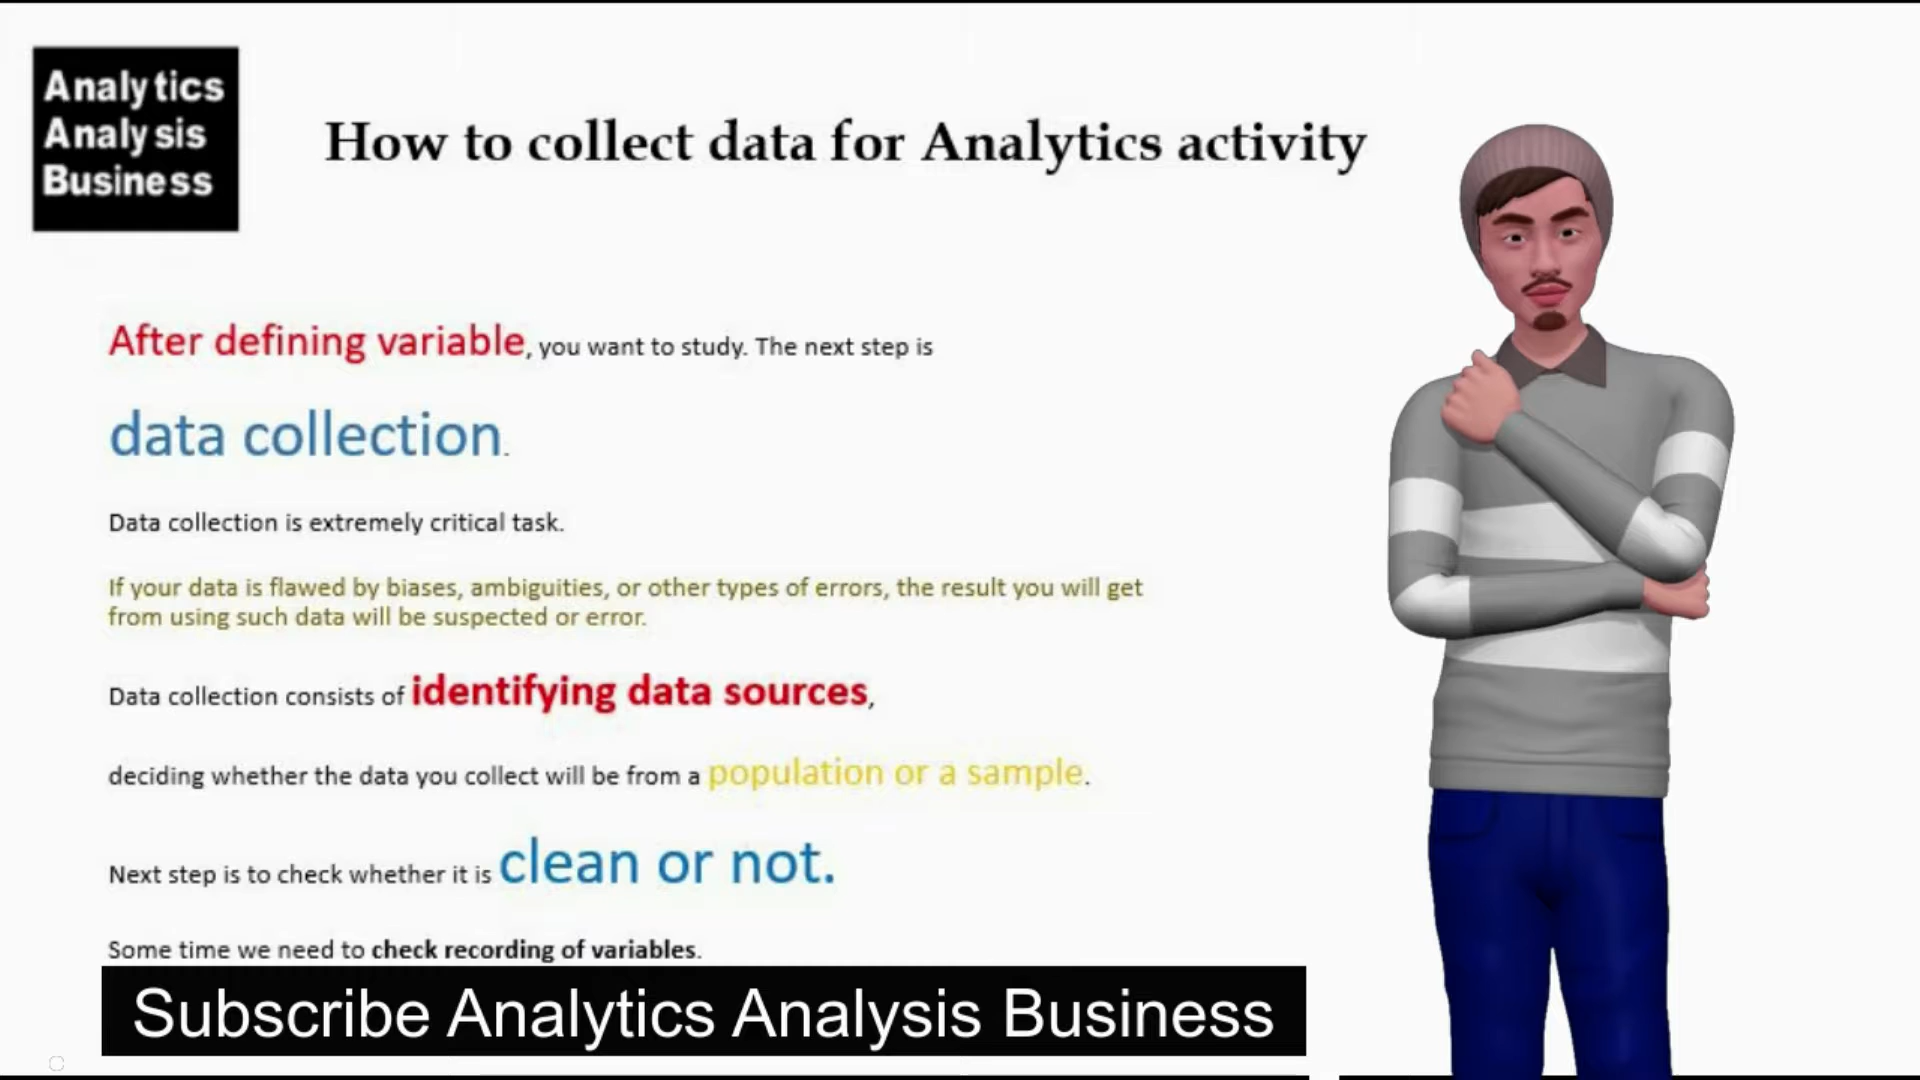 Analytics
Analysis
Business
How to collect data for Analytics activity
After defining variable, you want to study. The next step is
data collection.
Data collection is extremely critical task.
If your data is flawed by biases, ambiguities, or other types of errors, the result you will get
from using such data will be suspected or error.
Data collection consists of identifying data sources,
deciding whether the data you collect will be from a population or a sample.
Next step is to check whether it is clean or not.
Some time we need to check recording of variables.
Subscribe Analytics Analysis Business